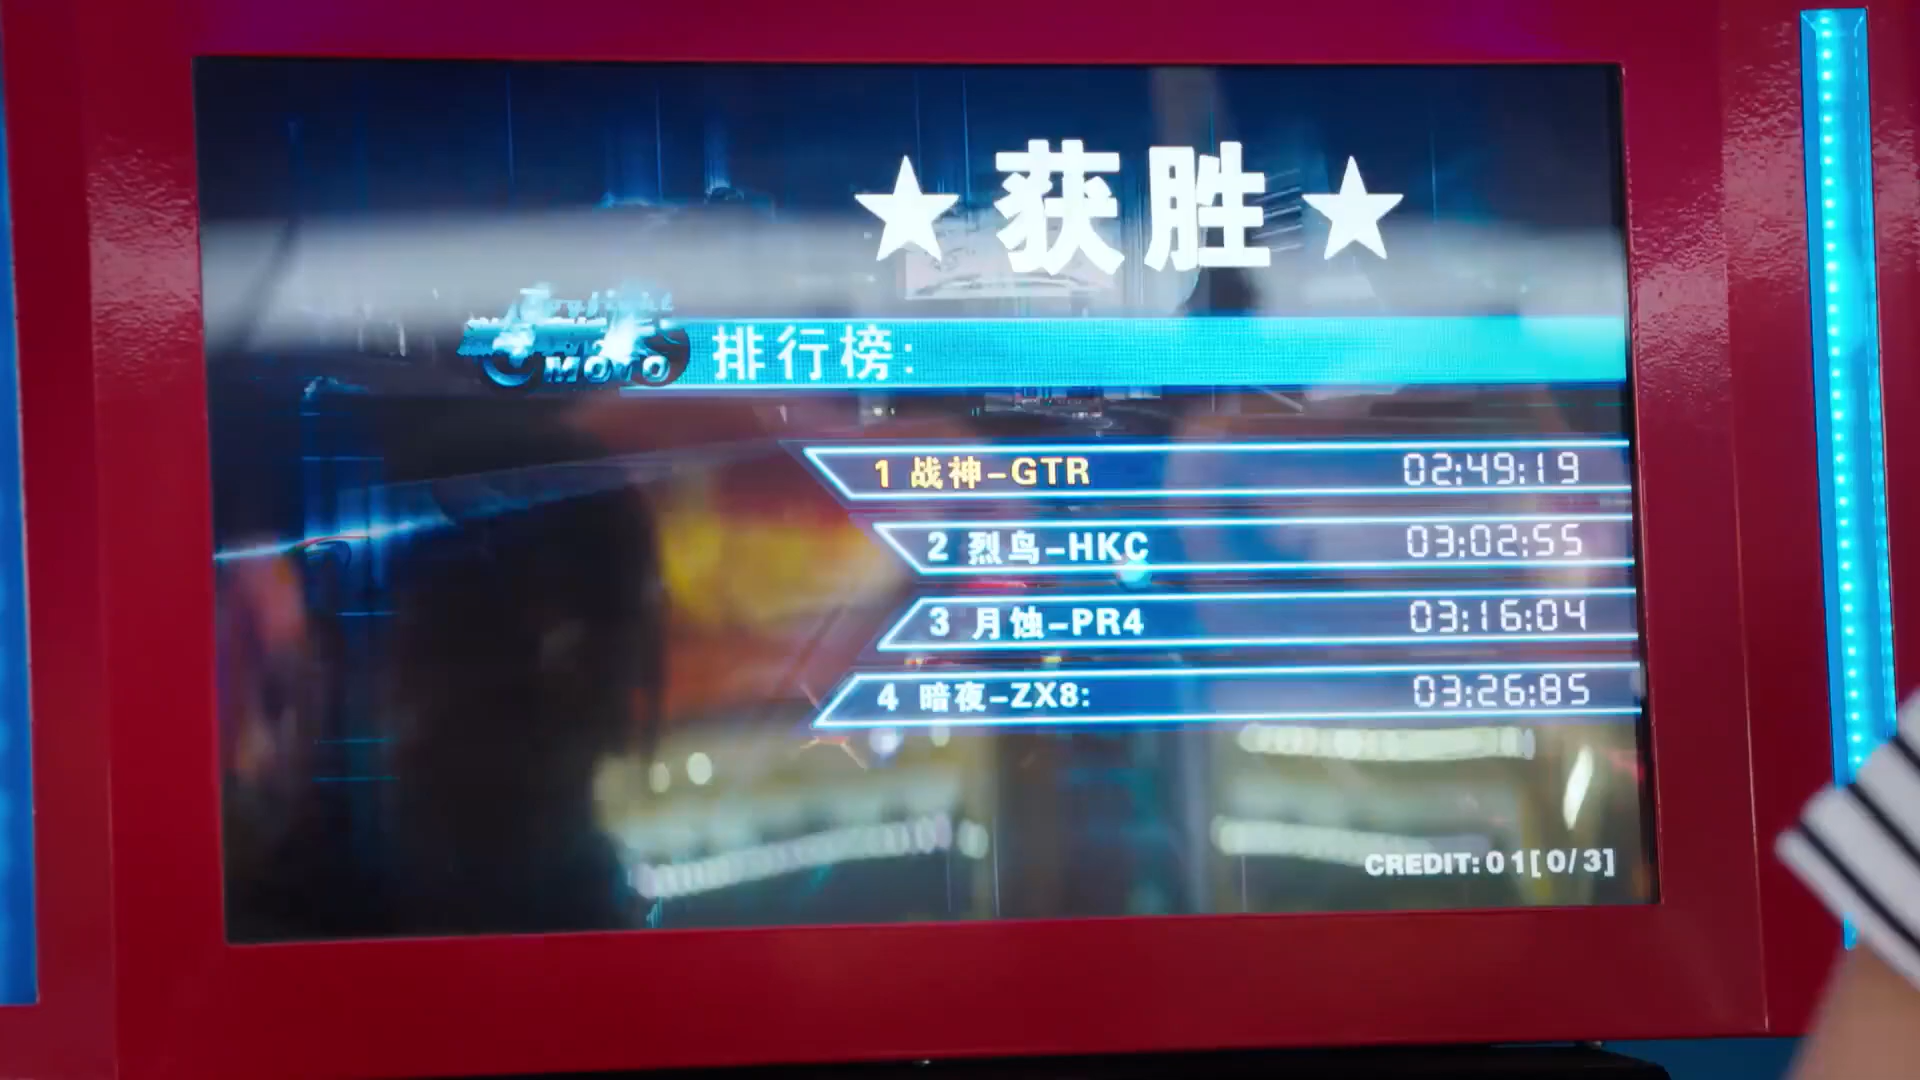 ★获胜★
MOTO
排行榜:
1 战神-GTR 02:49:19
2 烈鸟-HKC 03:02:55
3 月蚀-PR4 03:16:04
4 暗夜-ZX8: 03:26:85
CREDIT:01[0/3]